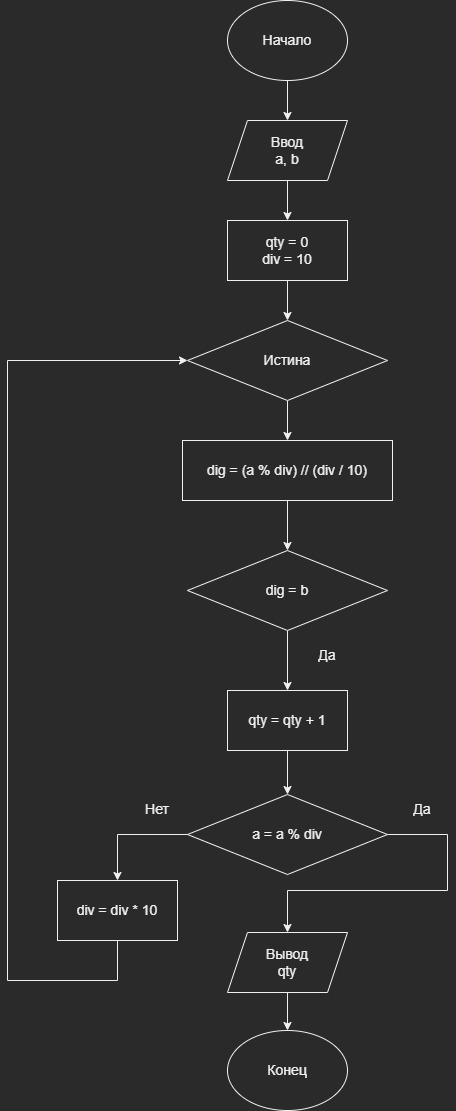 Начало
Ввод
a, b
qty = 0
div = 10
Истина
dig = (a % div) // (div / 10)
dig = b
Да
qty = qty + 1
Нет
Да
a = a % div
div = div * 10
Вывод
qty
Конец